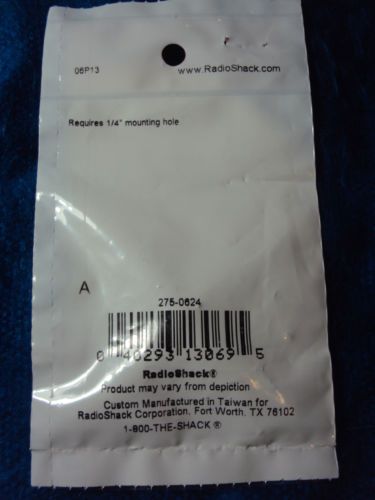 06P13
www.RadioShack.com
Requires 1/4" mounting hole
A
275-0624
0 40293 13069 5
RadioShack®
Product may vary from depiction
Custom Manufactured in Taiwan for
RadioShack Corporation, Fort Worth, TX 76102
1-800-THE-SHACK ®